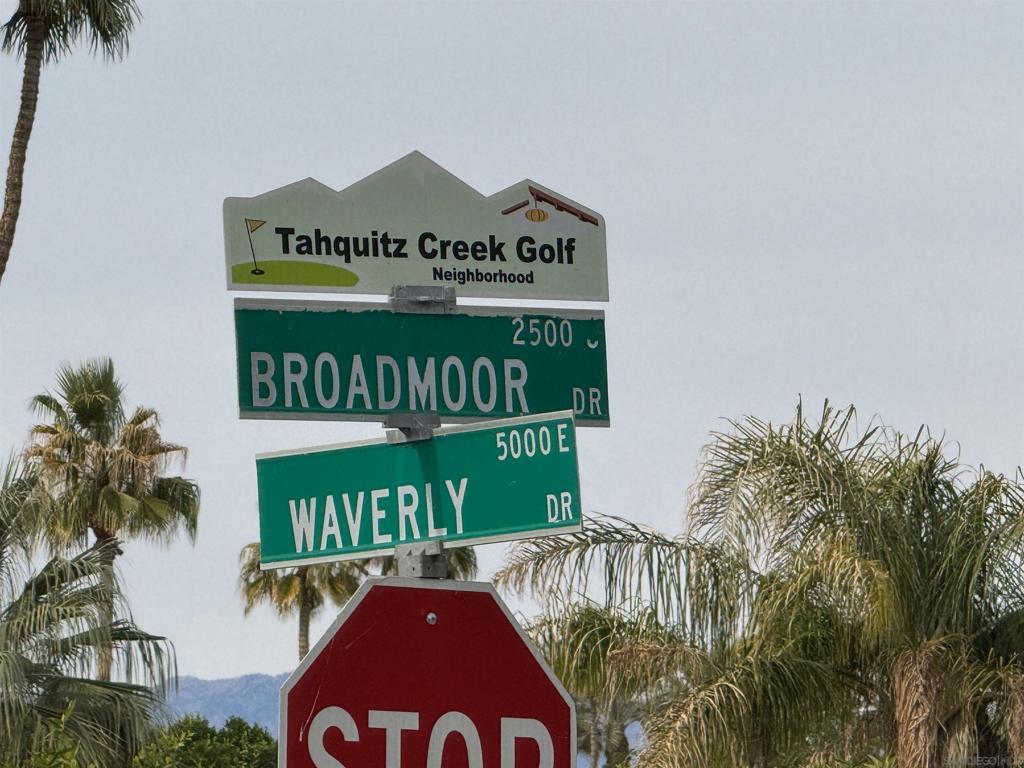 Tahquitz Creek Golf
Neighborhood
2500
BROADMOOR DR
5000 E
WAVERLY DR
STOP